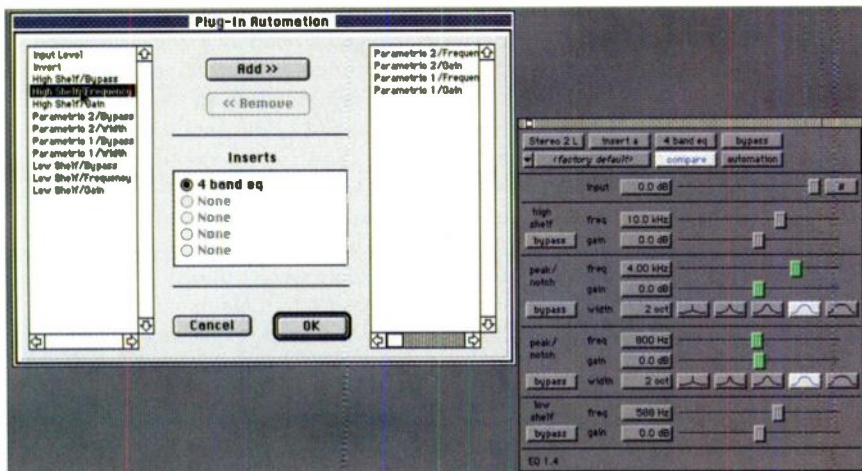 Plug-In Automation
Input Level
Invert
High Shelf/Bypass
High Shelf/Frequency
High Shelf/Gain
Parametric 2/Bypass
Parametric 2/Width
Parametric 1/Bypass
Parametric 1/Width
Low Shelf/Bypass
Low Shelf/Frequency
Low Shelf/Gain
Add >>
<< Remove
Inserts
4 band eq
None
None
None
None
Cancel
OK
Parametric 2/Frequen
Parametric 2/Gain
Parametric 1/Frequen
Parametric 1/Gain
Stereo 2 L insert a 4 band eq bypass
<factory default> compare automation
input 0.0 dB ø
high shelf freq 10.0 kHz
bypass gain 0.0 dB
peak/ notch freq 4.00 kHz
gain 0.0 dB
bypass width 2 oct
peak/ notch freq 800 Hz
gain 0.0 dB
bypass width 2 oct
low shelf freq 588 Hz
bypass gain 0.0 dB
EQ 1.4